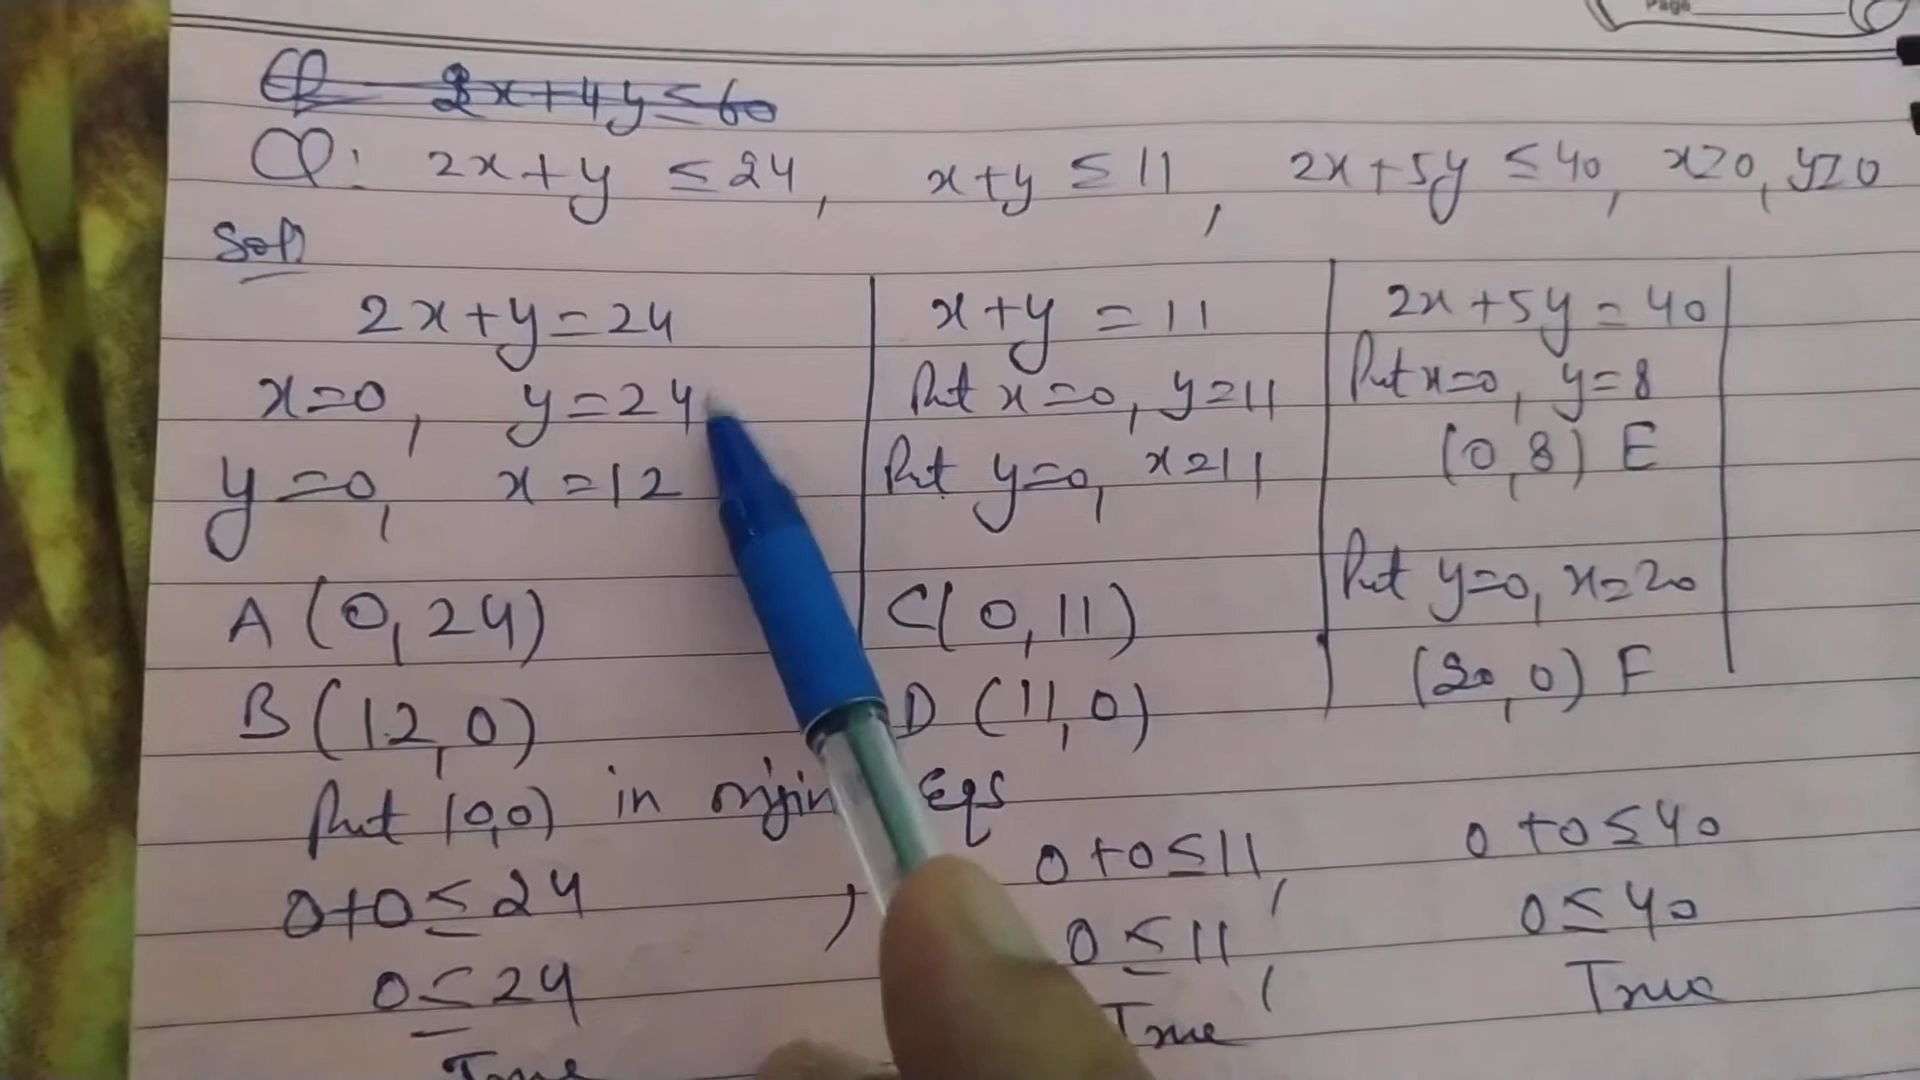 Page
Q 2x+4y≤60
Q: 2x+y ≤24, x+y ≤11, 2x+5y ≤40, x≥0, y≥0
Sol)
2x+y=24
x=0, y=24
y=0, x=12
A (0,24)
B (12,0)
x+y=11
Put x=0, y=11
Put y=0, x=11
C(0,11)
D (11,0)
2x+5y=40
Put x=0, y=8
(0,8) E
Put y=0, x=20
(20,0) F
Put (0,0) in Eqs
0+0≤24, 0+0≤11, 0+0≤40
0≤24 0≤11, 0≤40
True True True